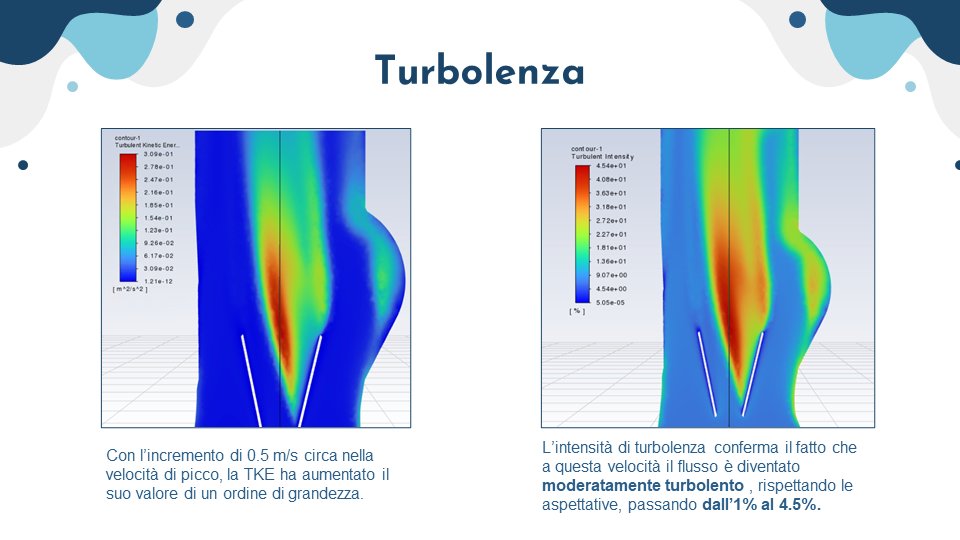 Turbolenza
contour-1
Turbulent Kinetic Ener...
3.09e-01
2.78e-01
2.47e-01
2.16e-01
1.85e-01
1.54e-01
1.23e-01
9.26e-02
6.17e-02
3.09e-02
1.21e-12
[ m^2/s^2 ]
contour-1
Turbulent Intensity
4.54e+01
4.08e+01
3.63e+01
3.18e+01
2.72e+01
2.27e+01
1.81e+01
1.36e+01
9.07e+00
4.54e+00
5.05e-05
[ % ]
Con l'incremento di 0.5 m/s circa nella
velocità di picco, la TKE ha aumentato il
suo valore di un ordine di grandezza.
L'intensità di turbolenza conferma il fatto che
a questa velocità il flusso è diventato
moderatamente turbolento , rispettando le
aspettative, passando dall'1% al 4.5%.